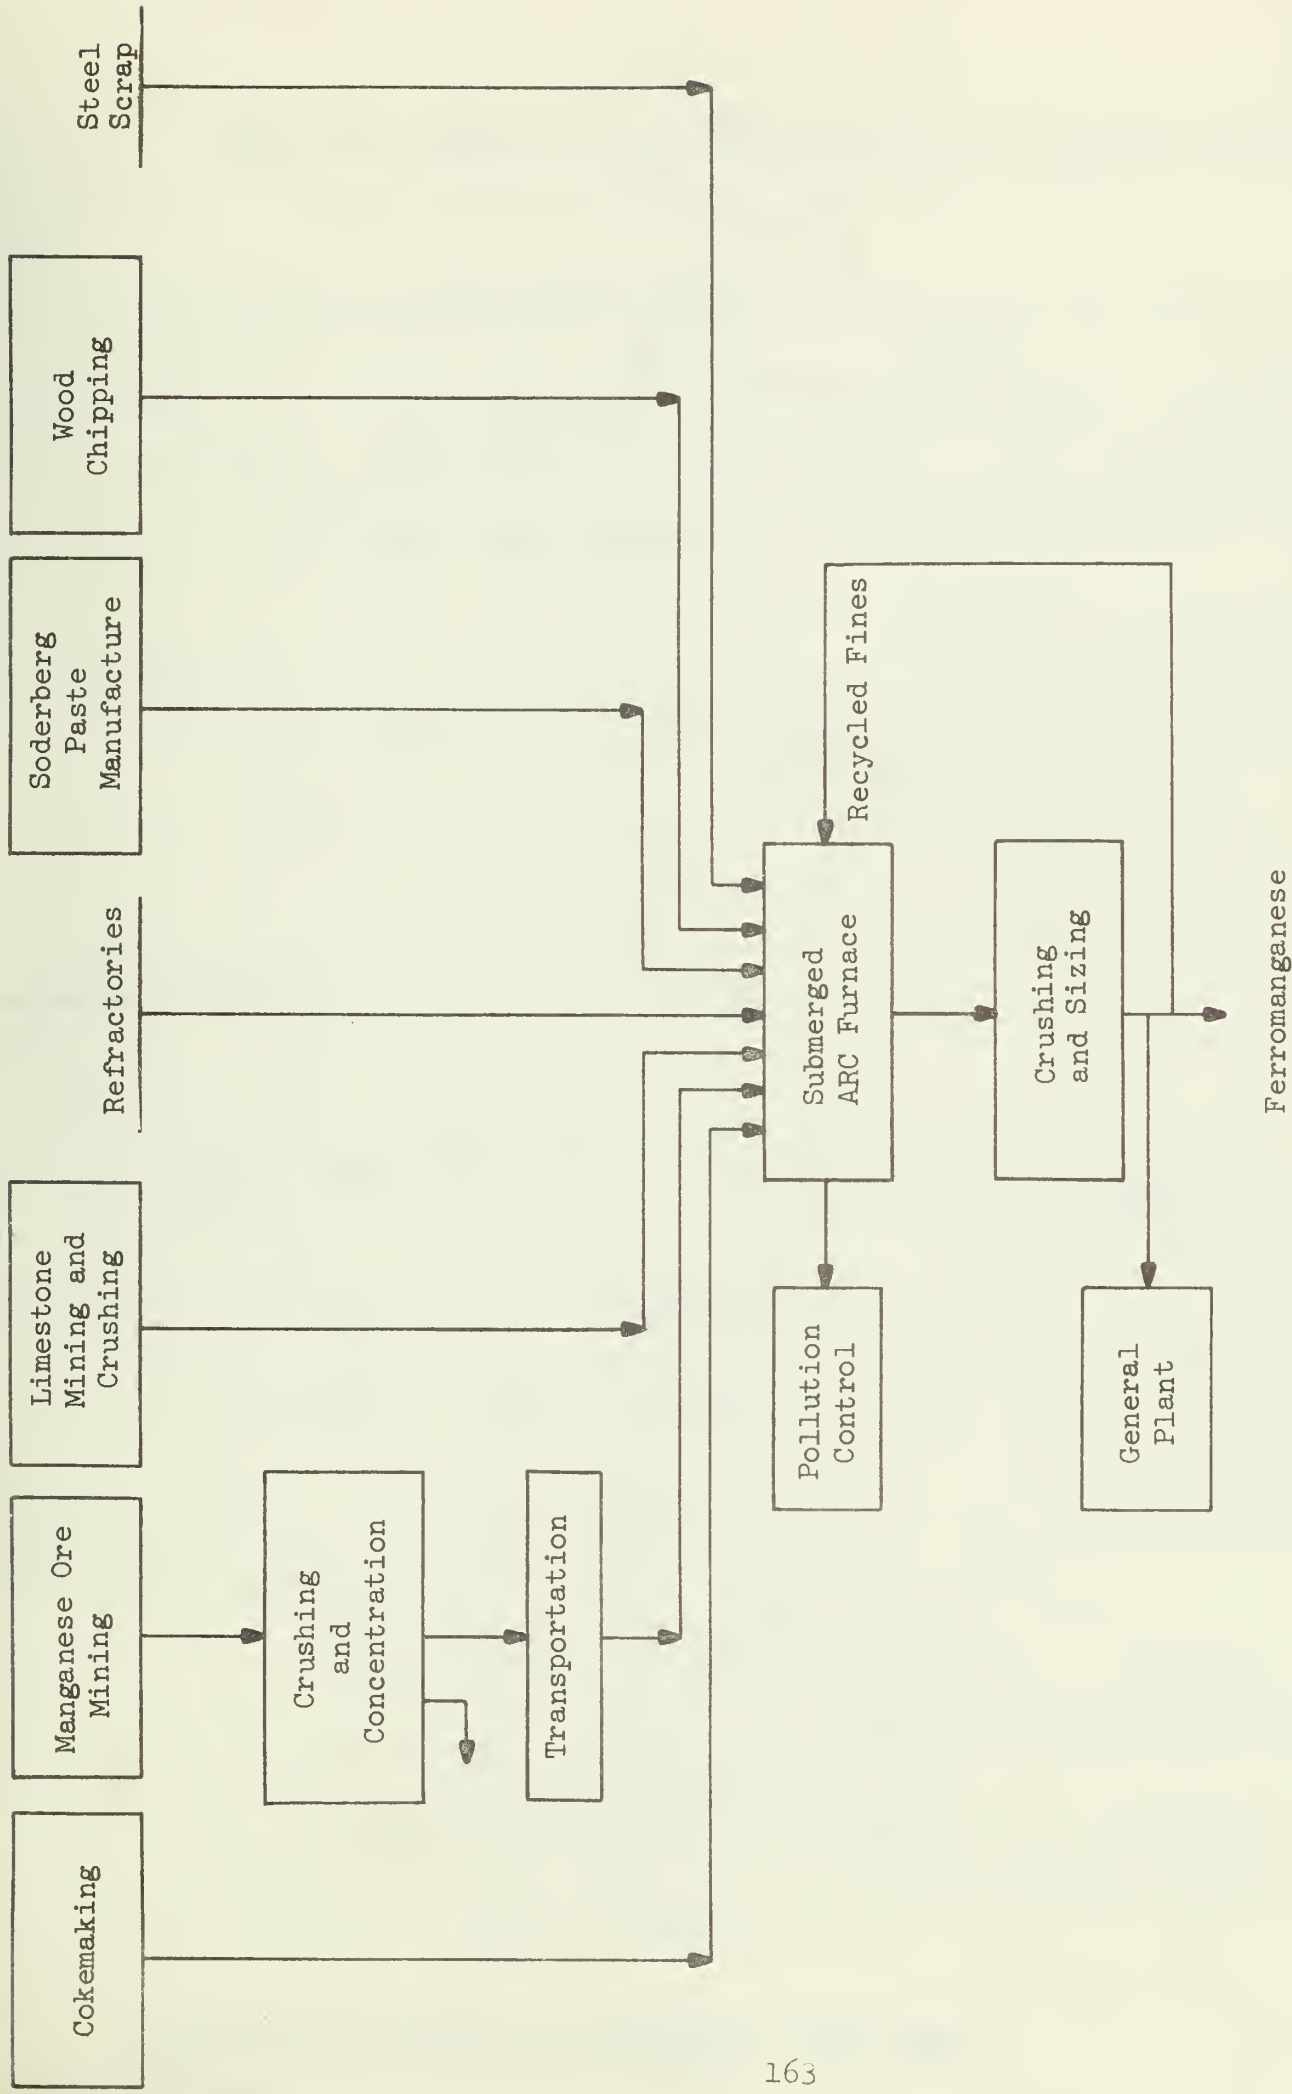 Cokemaking
Manganese Ore
Mining
Limestone
Mining and
Crushing
Refractories
Soderberg
Paste
Manufacture
Wood
Chipping
Steel
Scrap
Crushing
and
Concentration
Transportation
Submerged
ARC Furnace
Recycled Fines
Pollution
Control
Crushing
and Sizing
General
Plant
Ferromanganese
163